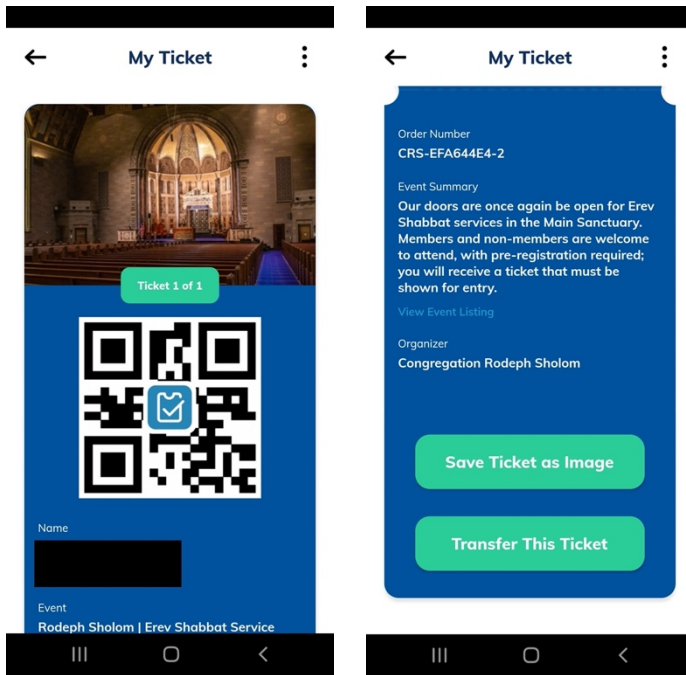 My Ticket
Ticket 1 of 1
Name
Event
Rodeph Sholom | Erev Shabbat Service
My Ticket
Order Number
CRS-EFA644E4-2
Event Summary
Our doors are once again be open for Erev
Shabbat services in the Main Sanctuary.
Members and non-members are welcome
to attend, with pre-registration required;
you will receive a ticket that must be
shown for entry.
View Event Listing
Organizer
Congregation Rodeph Sholom
Save Ticket as Image
Transfer This Ticket